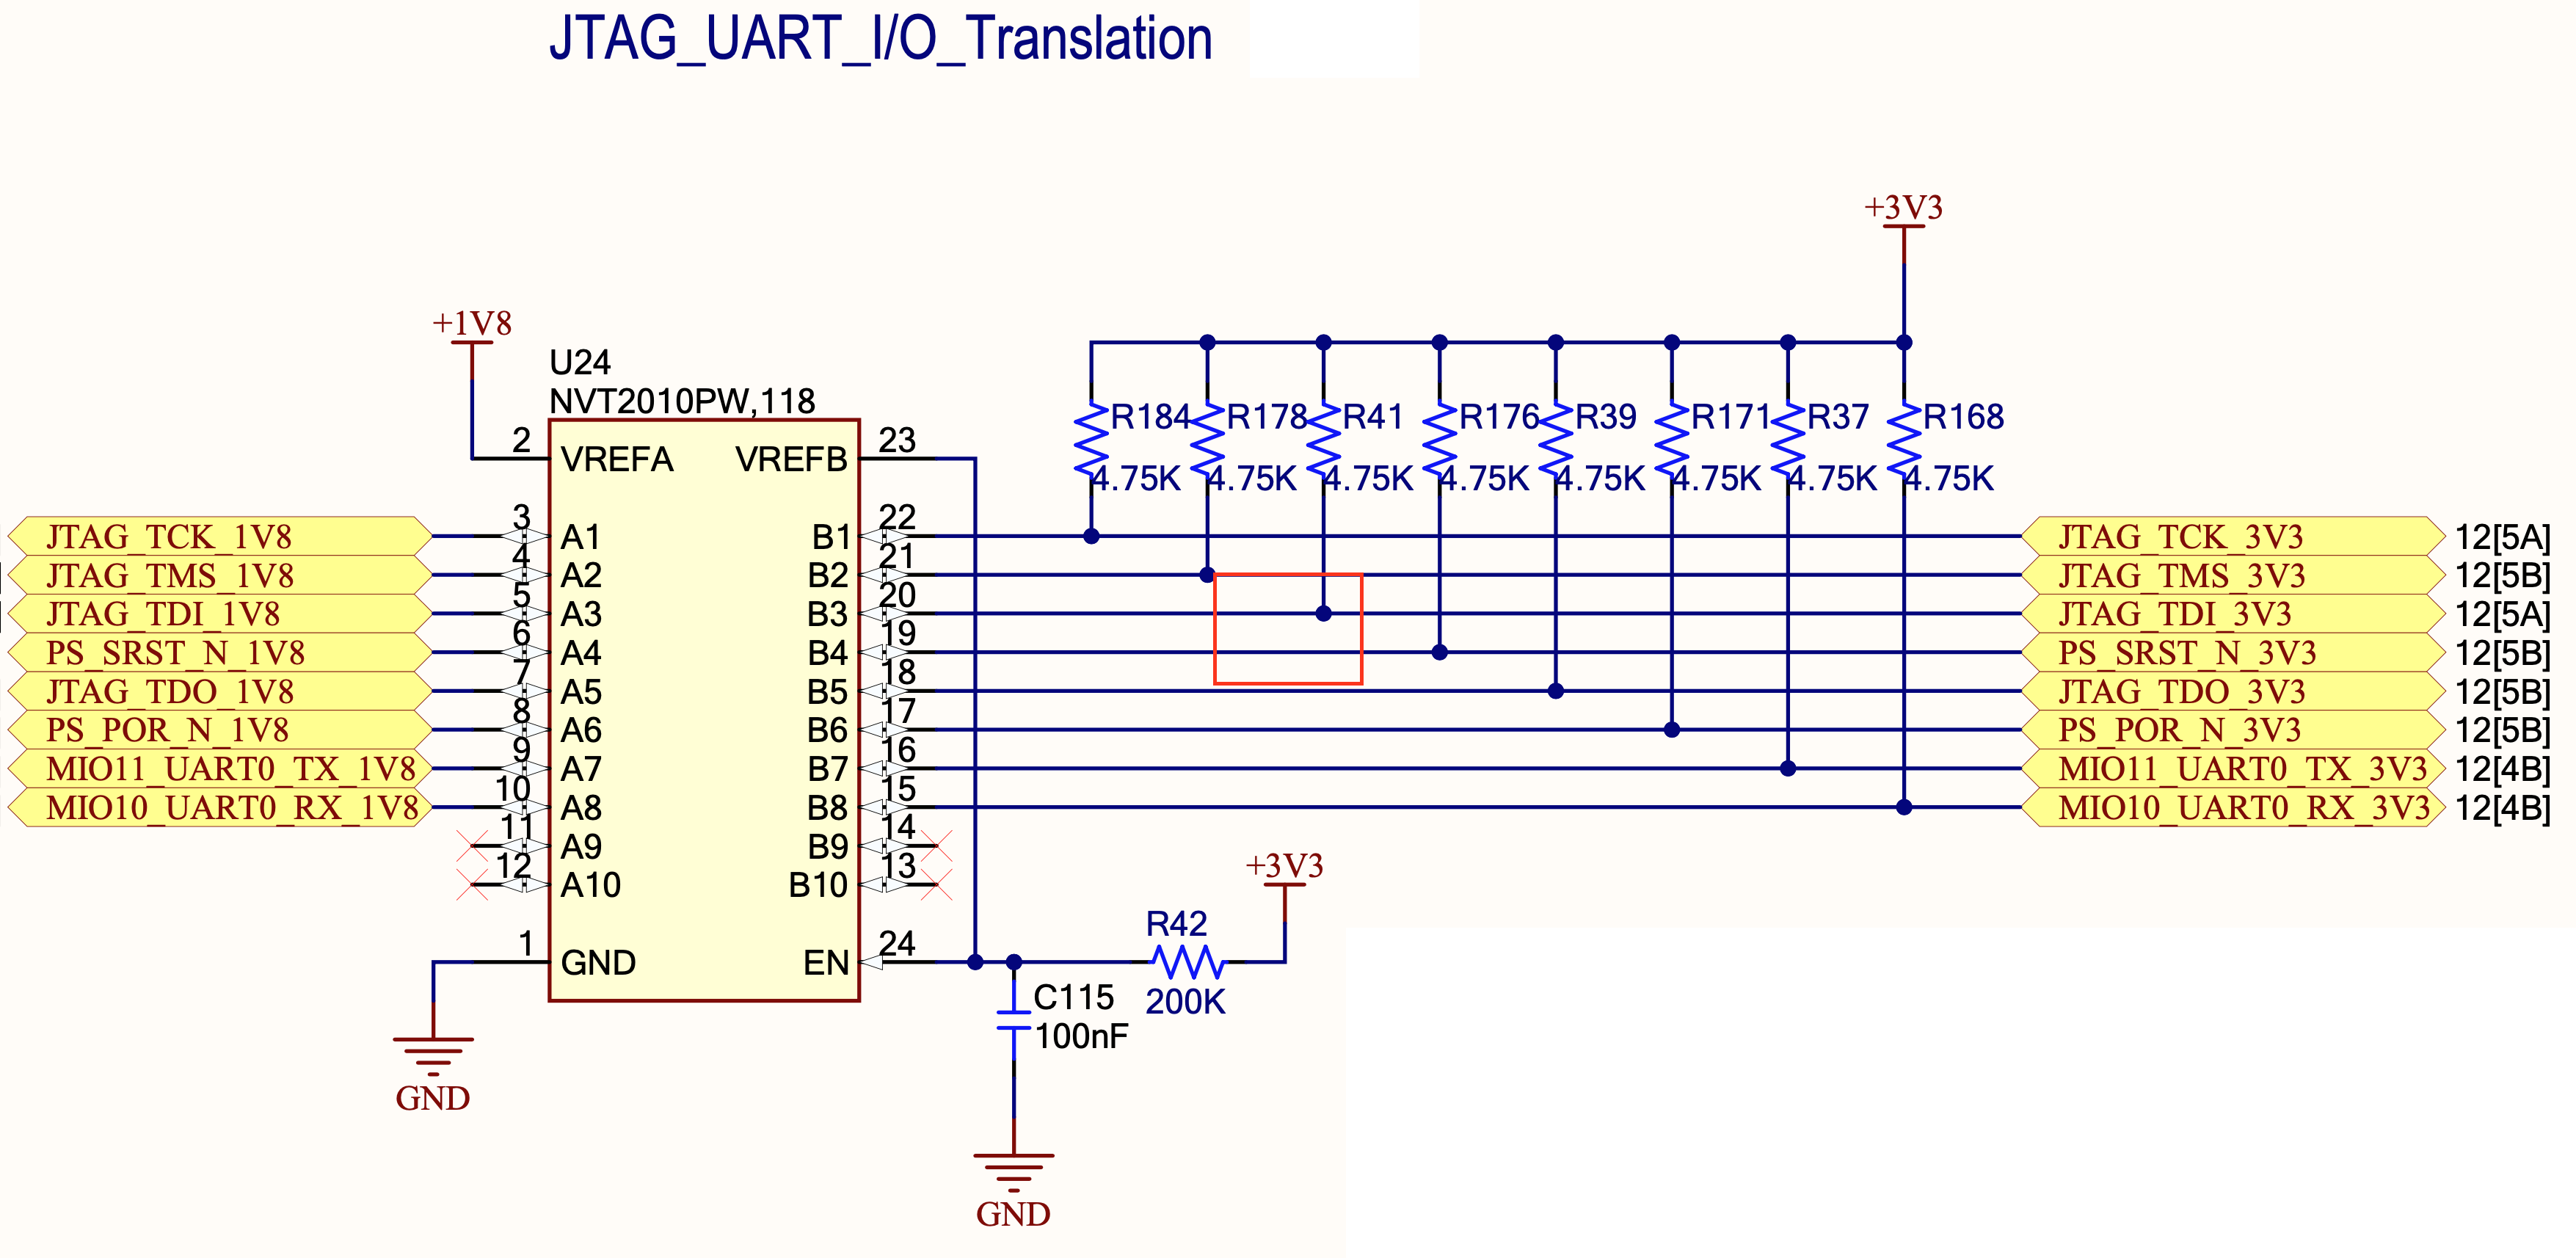 JTAG_UART_I/O_Translation
+3V3
+1V8
U24
NVT2010PW,118
R184 R178 R41 R176 R39 R171 R37 R168
4.75K 4.75K 4.75K 4.75K 4.75K 4.75K 4.75K 4.75K
2 VREFA VREFB 23
JTAG_TCK_1V8 3 A1 B1 22 JTAG_TCK_3V3 12[5A]
JTAG_TMS_1V8 4 A2 B2 21 JTAG_TMS_3V3 12[5B]
JTAG_TDI_1V8 5 A3 B3 20 JTAG_TDI_3V3 12[5A]
PS_SRST_N_1V8 6 A4 B4 19 PS_SRST_N_3V3 12[5B]
JTAG_TDO_1V8 7 A5 B5 18 JTAG_TDO_3V3 12[5B]
PS_POR_N_1V8 8 A6 B6 17 PS_POR_N_3V3 12[5B]
MIO11_UART0_TX_1V8 9 A7 B7 16 MIO11_UART0_TX_3V3 12[4B]
MIO10_UART0_RX_1V8 10 A8 B8 15 MIO10_UART0_RX_3V3 12[4B]
11 A9 B9 14
12 A10 B10 13
+3V3
R42
200K
1 GND EN 24
C115
100nF
GND
GND